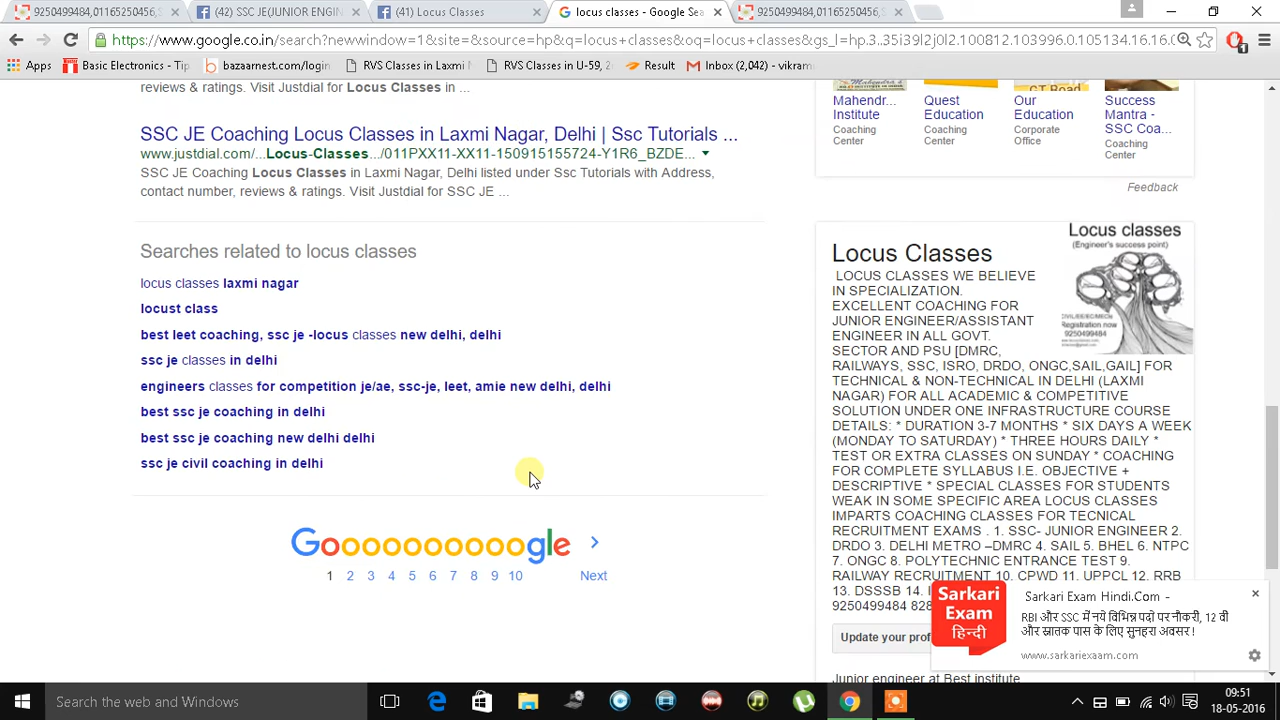 9250499484,01165250456,
(42) SSC JE(JUNIOR ENGIN
(41) Locus Classes
locus classes - Google Sea
9250499484,01165250456,
https://www.google.co.in/search?newwindow=1&site=&source=hp&q=locus+classes&oq=locus+classes&gs_l=hp.3..35i39l2j0l2.100812.103996.0.105134.16.16.0
Apps
Basic Electronics - Tip
bazaarnest.com/login
RVS Classes in Laxmi N
RVS Classes in U-59,
Result
Inbox (2,042) - vikram
reviews & ratings. Visit Justdial for Locus Classes in ...
SSC JE Coaching Locus Classes in Laxmi Nagar, Delhi | Ssc Tutorials ...
www.justdial.com/...Locus-Classes.../011PXX11-XX11-150915155724-Y1R6_BZDE...
SSC JE Coaching Locus Classes in Laxmi Nagar, Delhi listed under Ssc Tutorials with Address,
contact number, reviews & ratings. Visit Justdial for SSC JE ...
Searches related to locus classes
locus classes laxmi nagar
locust class
best leet coaching, ssc je -locus classes new delhi, delhi
ssc je classes in delhi
engineers classes for competition je/ae, ssc-je, leet, amie new delhi, delhi
best ssc je coaching in delhi
best ssc je coaching new delhi delhi
ssc je civil coaching in delhi
Goooooooooogle
1 2 3 4 5 6 7 8 9 10 Next
GT Road
Mahendr...
Institute
Coaching
Center
Quest
Education
Coaching
Center
Our
Education
Corporate
Office
Success
Mantra -
SSC Coa...
Coaching
Center
Feedback
Locus Classes
Locus classes
(Engineer's success point)
Registration now
9250499484
LOCUS CLASSES WE BELIEVE
IN SPECIALIZATION.
EXCELLENT COACHING FOR
JUNIOR ENGINEER/ASSISTANT
ENGINEER IN ALL GOVT.
SECTOR AND PSU [DMRC,
RAILWAYS, SSC, ISRO, DRDO, ONGC,SAIL,GAIL] FOR
TECHNICAL & NON-TECHNICAL IN DELHI (LAXMI
NAGAR) FOR ALL ACADEMIC & COMPETITIVE
SOLUTION UNDER ONE INFRASTRUCTURE COURSE
DETAILS: * DURATION 3-7 MONTHS * SIX DAYS A WEEK
(MONDAY TO SATURDAY) * THREE HOURS DAILY *
TEST OR EXTRA CLASSES ON SUNDAY * COACHING
FOR COMPLETE SYLLABUS I.E. OBJECTIVE +
DESCRIPTIVE * SPECIAL CLASSES FOR STUDENTS
WEAK IN SOME SPECIFIC AREA LOCUS CLASSES
IMPARTS COACHING CLASSES FOR TECNICAL
RECRUITMENT EXAMS . 1. SSC- JUNIOR ENGINEER 2.
DRDO 3. DELHI METRO –DMRC 4. SAIL 5. BHEL 6. NTPC
7. ONGC 8. POLYTECHNIC ENTRANCE TEST 9.
RAILWAY RECRUITMENT 10. CPWD 11. UPPCL 12. RRB
13. DSSSB 14.
9250499484 828
Update your prof
Junior engineer at Best institute
Sarkari
Exam
हिन्दी
Sarkari Exam Hindi.Com -
RBI और SSC में नये विभिन्न पदो पर नौकरी, 12 वी
और स्नातक पास के लिए सुनहरा अवसर!
www.sarkariexaam.com
Search the web and Windows
09:51
18-05-2016